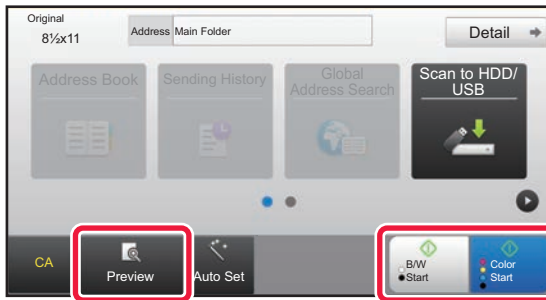 Original
8½x11
Address Main Folder
Detail
Address Book
Sending History
Global
Address Search
Scan to HDD/
USB
CA
Preview
Auto Set
B/W
Start
Color
Start